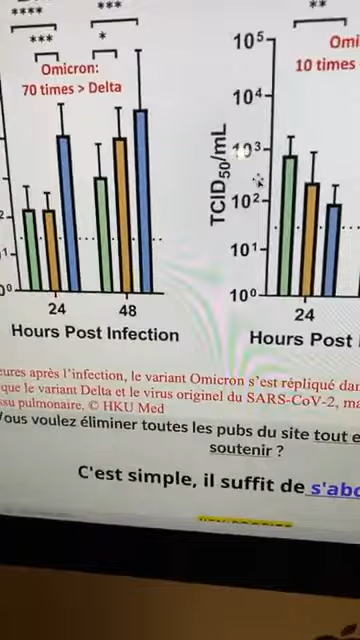 ****
***
**
***
*
Omicron:
70 times > Delta
24
48
Hours Post Infection
10⁵
Omi
10 times
10⁴
10³
TCID₅₀/mL
10²
10¹
10⁰
24
Hours Post
eures après l'infection, le variant Omicron s'est répliqué dan
que le variant Delta et le virus originel du SARS-CoV-2, ma
ssu pulmonaire. © HKU Med
Vous voulez éliminer toutes les pubs du site tout e
soutenir ?
C'est simple, il suffit de s'abo